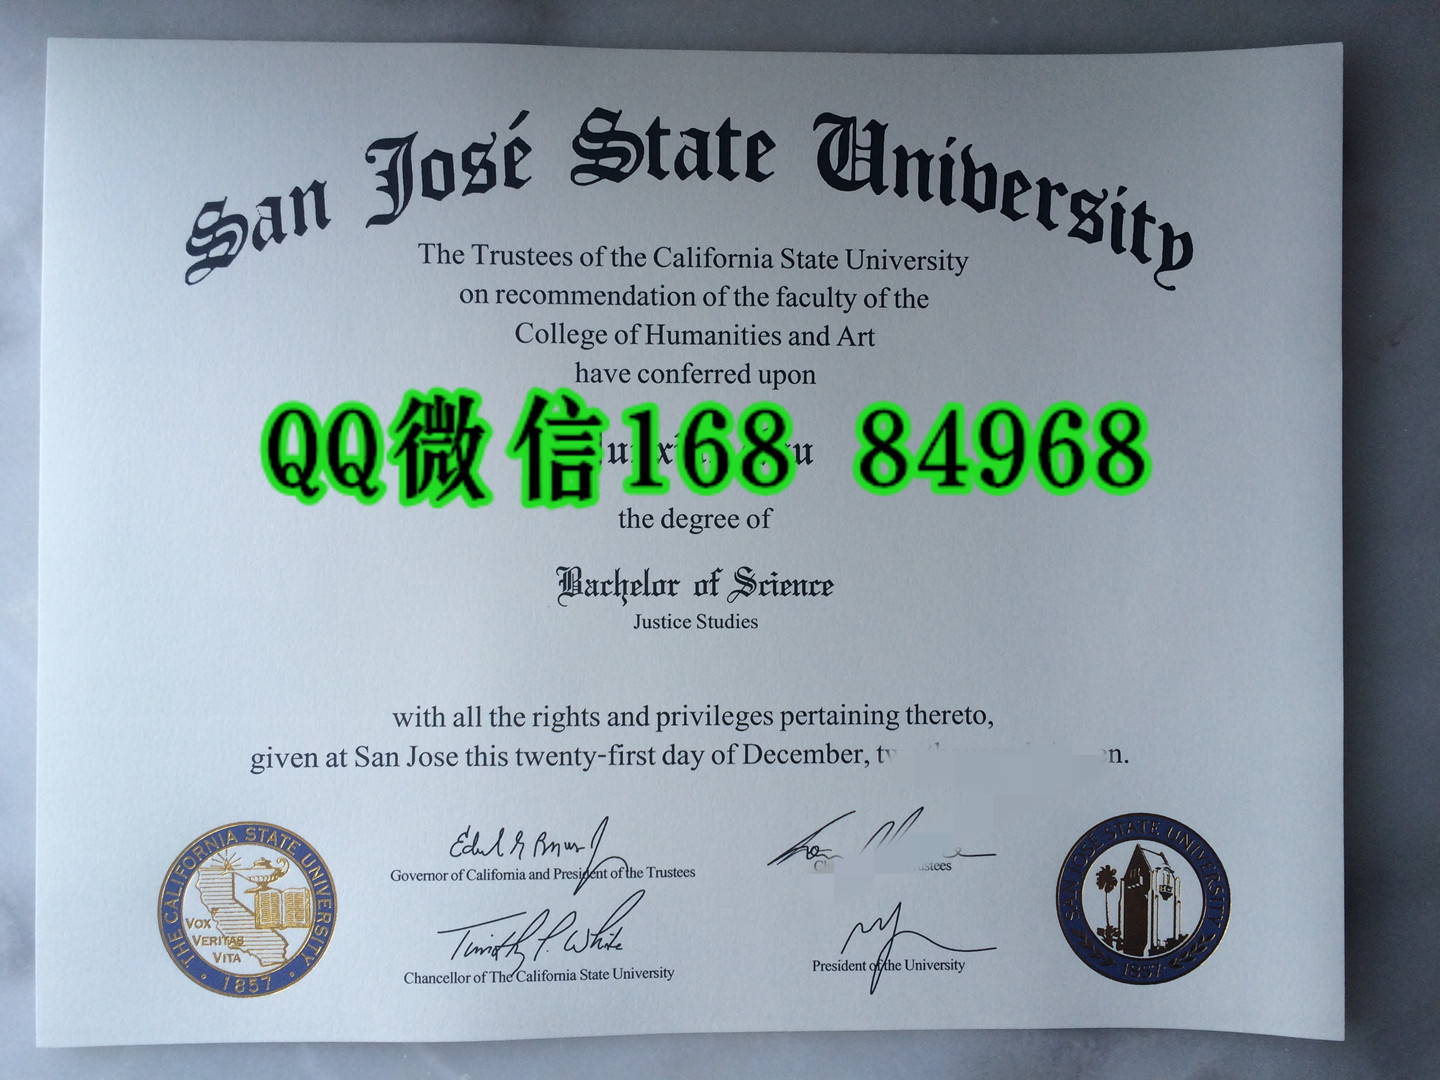 San José State University
The Trustees of the California State University
on recommendation of the faculty of the
College of Humanities and Art
have conferred upon
QQ微信168 84968
the degree of
Bachelor of Science
Justice Studies
with all the rights and privileges pertaining thereto,
given at San Jose this twenty-first day of December,
THE CALIFORNIA STATE UNIVERSITY
VOX
VERITAS
VITA
1857
Governor of California and President of the Trustees
Timothy P. White
Chancellor of The California State University
President of the University
SAN JOSÉ STATE UNIVERSITY
1857